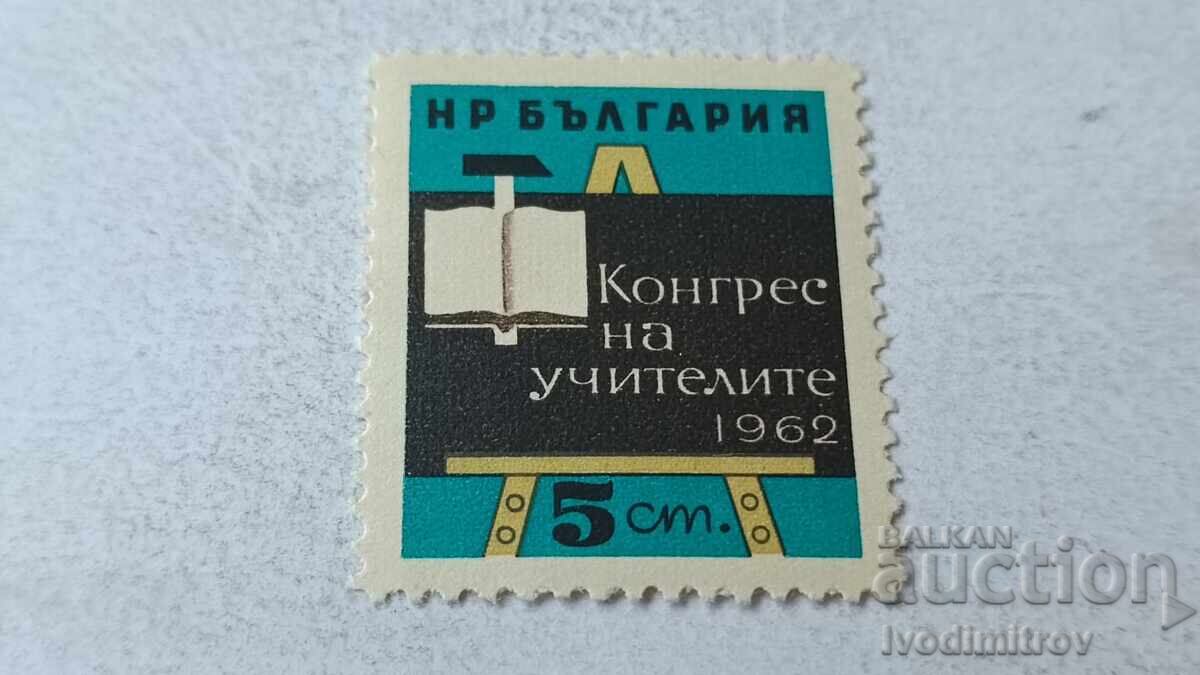 НР БЪЛГАРИЯ
Конгрес
на
учителите
1962
5 ст.
BALKAN
auction
Ivodimitrov